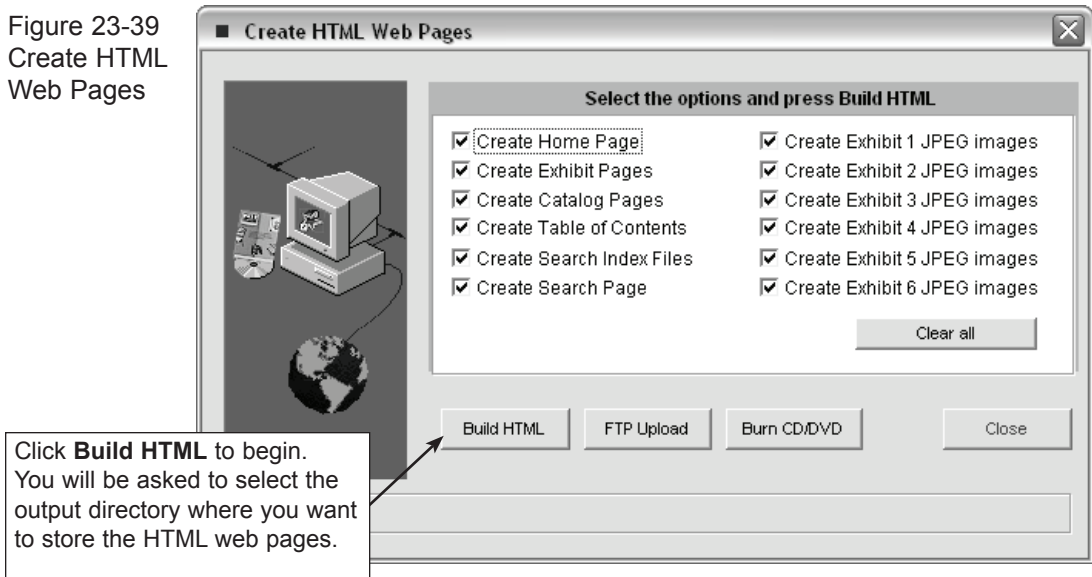 Figure 23-39
Create HTML
Web Pages
Create HTML Web Pages
Select the options and press Build HTML
Create Home Page
Create Exhibit Pages
Create Catalog Pages
Create Table of Contents
Create Search Index Files
Create Search Page
Create Exhibit 1 JPEG images
Create Exhibit 2 JPEG images
Create Exhibit 3 JPEG images
Create Exhibit 4 JPEG images
Create Exhibit 5 JPEG images
Create Exhibit 6 JPEG images
Clear all
Build HTML
FTP Upload
Burn CD/DVD
Close
Click Build HTML to begin.
You will be asked to select the
output directory where you want
to store the HTML web pages.